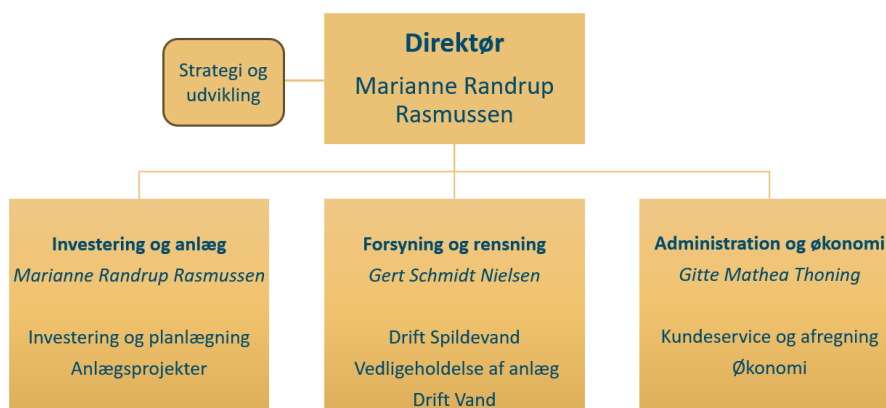 Direktør
Marianne Randrup
Rasmussen
Strategi og
udvikling
Investering og anlæg
Marianne Randrup Rasmussen
Investering og planlægning
Anlægsprojekter
Forsyning og rensning
Gert Schmidt Nielsen
Drift Spildevand
Vedligeholdelse af anlæg
Drift Vand
Administration og økonomi
Gitte Mathea Thoning
Kundeservice og afregning
Økonomi